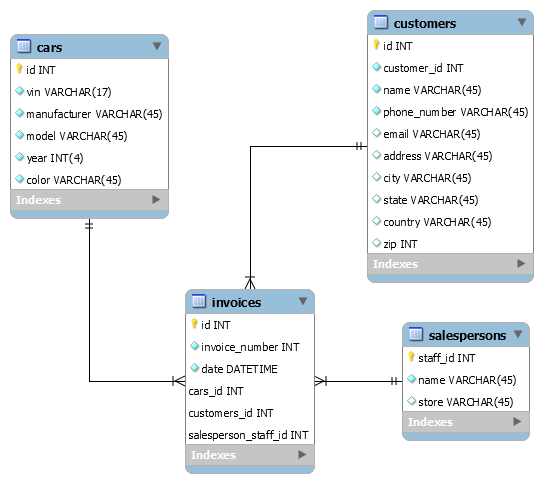 cars
id INT
vin VARCHAR(17)
manufacturer VARCHAR(45)
model VARCHAR(45)
year INT(4)
color VARCHAR(45)
Indexes
customers
id INT
customer_id INT
name VARCHAR(45)
phone_number VARCHAR(45)
email VARCHAR(45)
address VARCHAR(45)
city VARCHAR(45)
state VARCHAR(45)
country VARCHAR(45)
zip INT
Indexes
invoices
id INT
invoice_number INT
date DATETIME
cars_id INT
customers_id INT
salesperson_staff_id INT
Indexes
salespersons
staff_id INT
name VARCHAR(45)
store VARCHAR(45)
Indexes